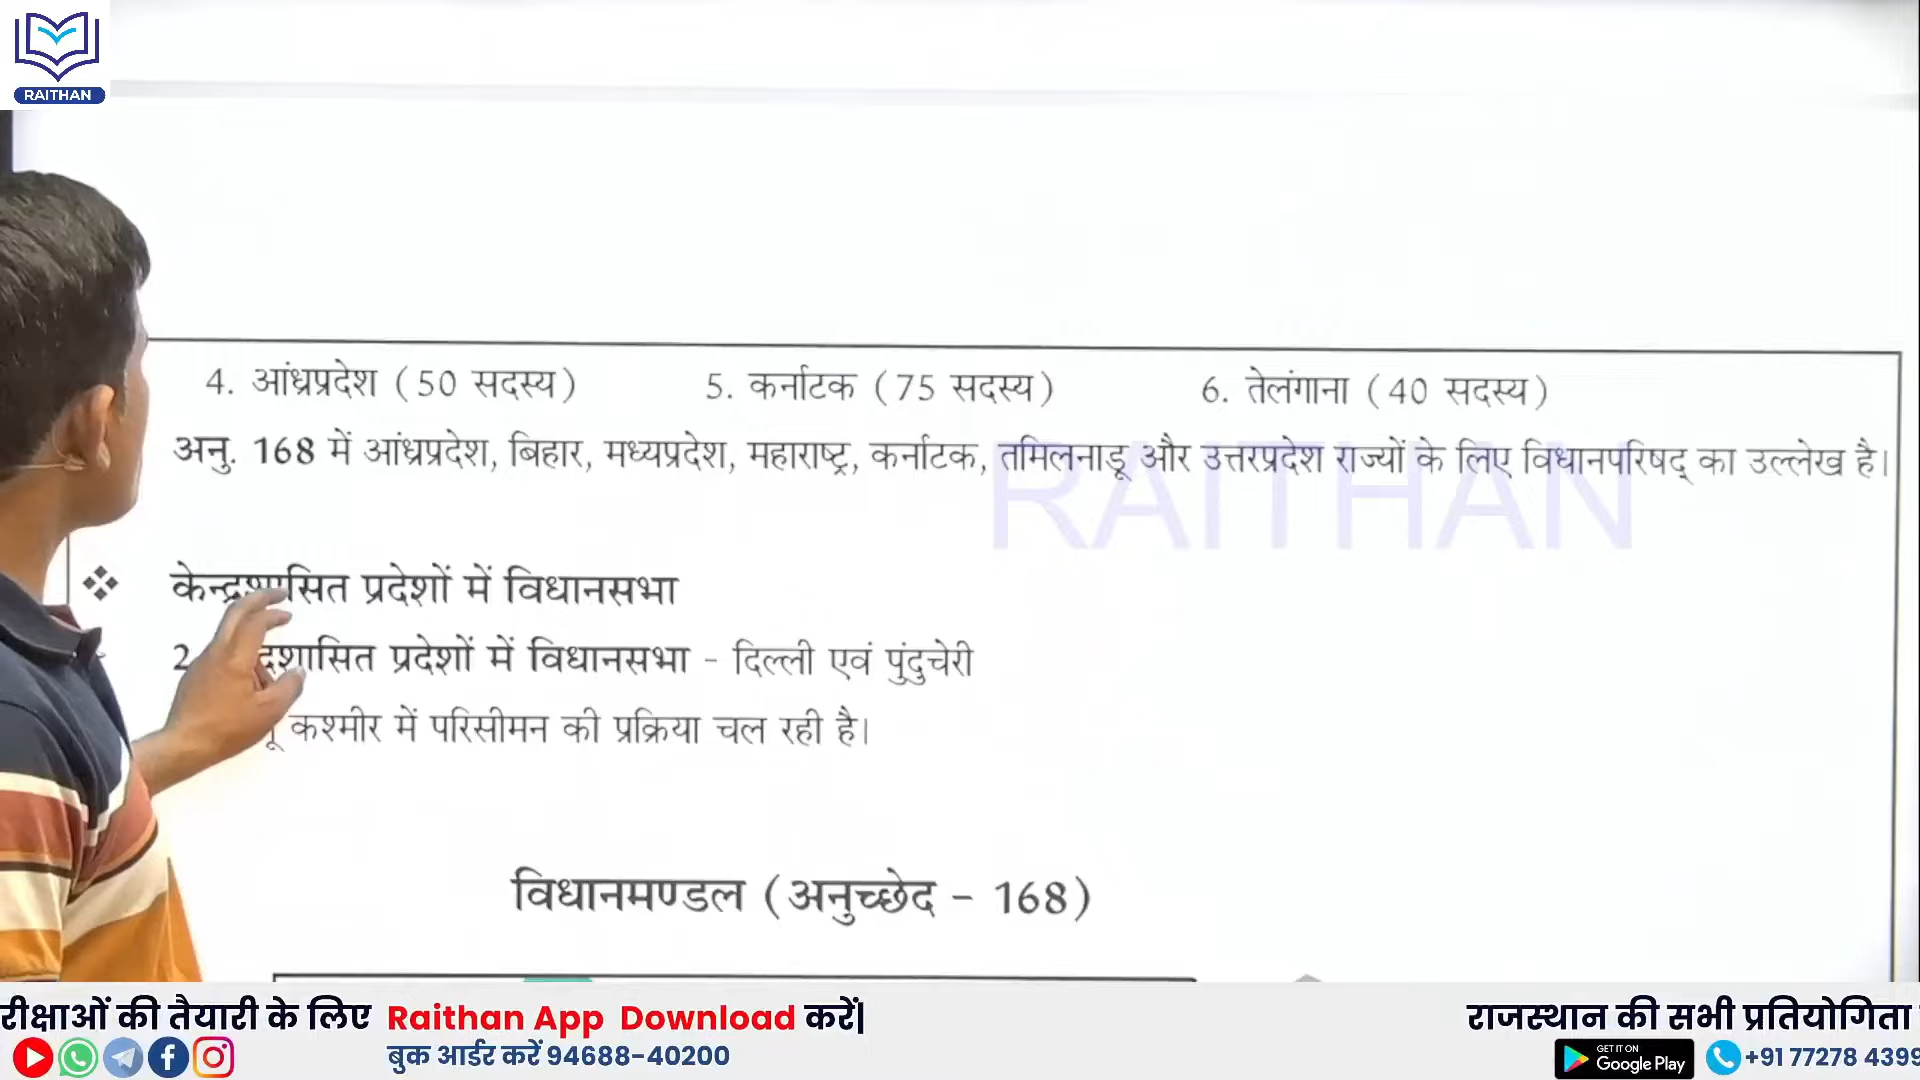 RAITHAN
4. आंध्रप्रदेश (50 सदस्य) 5. कर्नाटक (75 सदस्य) 6. तेलंगाना (40 सदस्य)
अनु. 168 में आंध्रप्रदेश, बिहार, मध्यप्रदेश, महाराष्ट्र, कर्नाटक, तमिलनाडू और उत्तरप्रदेश राज्यों के लिए विधानपरिषद् का उल्लेख है।
RAITHAN
केन्द्रशासित प्रदेशों में विधानसभा
2 शासित प्रदेशों में विधानसभा - दिल्ली एवं पुंदुचेरी
कश्मीर में परिसीमन की प्रक्रिया चल रही है।
विधानमण्डल (अनुच्छेद - 168)
की तैयारी के लिए Raithan App Download करें| राजस्थान की सभी प्रतियोगिता
बुक आर्डर करें 94688-40200 GET IT ON Google Play +91 77278 4399